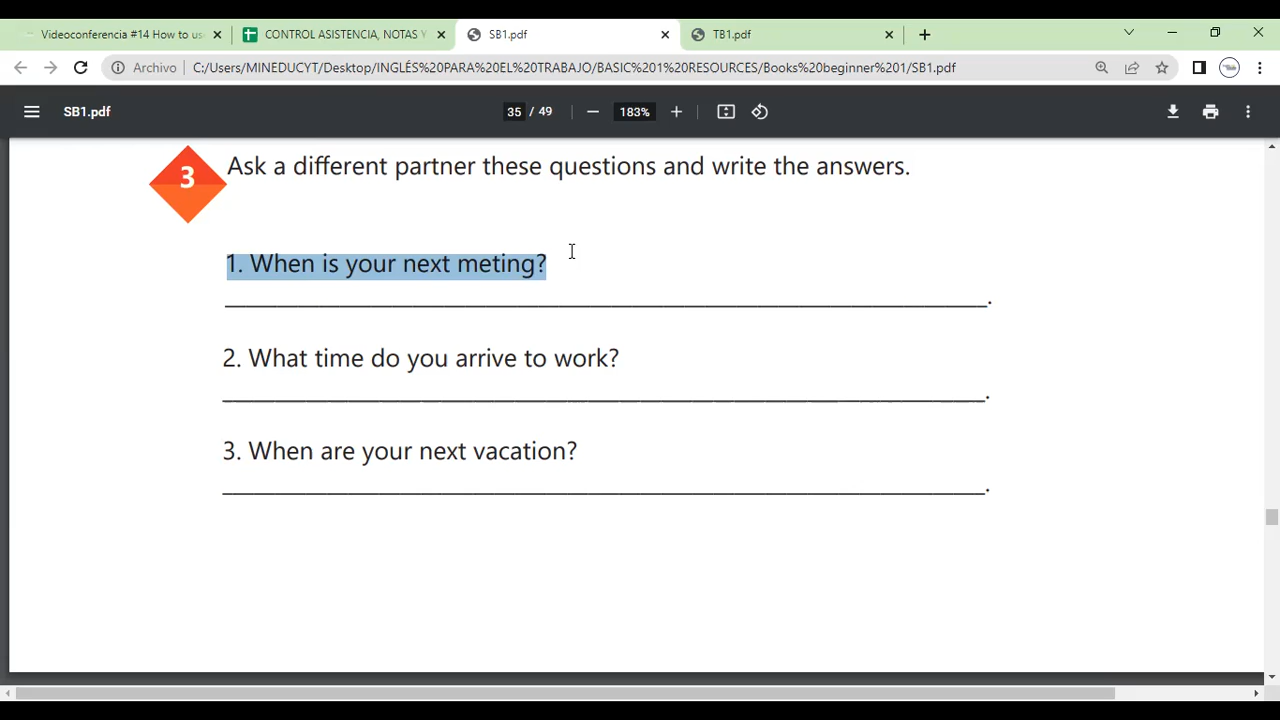 Videoconferencia #14 How to us
CONTROL ASISTENCIA, NOTAS Y
SB1.pdf
TB1.pdf
Archivo
C:/Users/MINEDUCYT/Desktop/INGLÉS%20PARA%20EL%20TRABAJO/BASIC%201%20RESOURCES/Books%20beginner%201/SB1.pdf
SB1.pdf
35 / 49
183%
3
Ask a different partner these questions and write the answers.
1. When is your next meting?
2. What time do you arrive to work?
3. When are your next vacation?